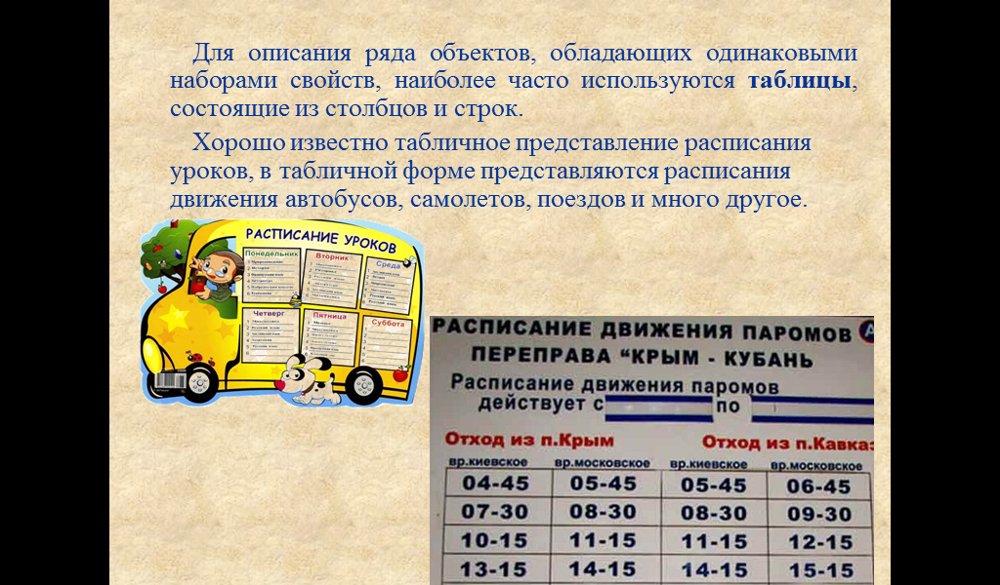 Для описания ряда объектов, обладающих одинаковыми
наборами свойств, наиболее часто используются таблицы,
состоящие из столбцов и строк.
Хорошо известно табличное представление расписания
уроков, в табличной форме представляются расписания
движения автобусов, самолетов, поездов и много другое.
РАСПИСАНИЕ УРОКОВ
Понедельник Вторник Среда
Четверг Пятница Суббота
РАСПИСАНИЕ ДВИЖЕНИЯ ПАРОМОВ
ПЕРЕПРАВА “КРЫМ - КУБАНЬ
Расписание движения паромов
действует с по
Отход из п.Крым Отход из п.Кавказ
вр.киевское вр.московское вр.киевское вр.московское
04-45 05-45 05-45 06-45
07-30 08-30 08-30 09-30
10-15 11-15 11-15 12-15
13-15 14-15 14-15 15-15